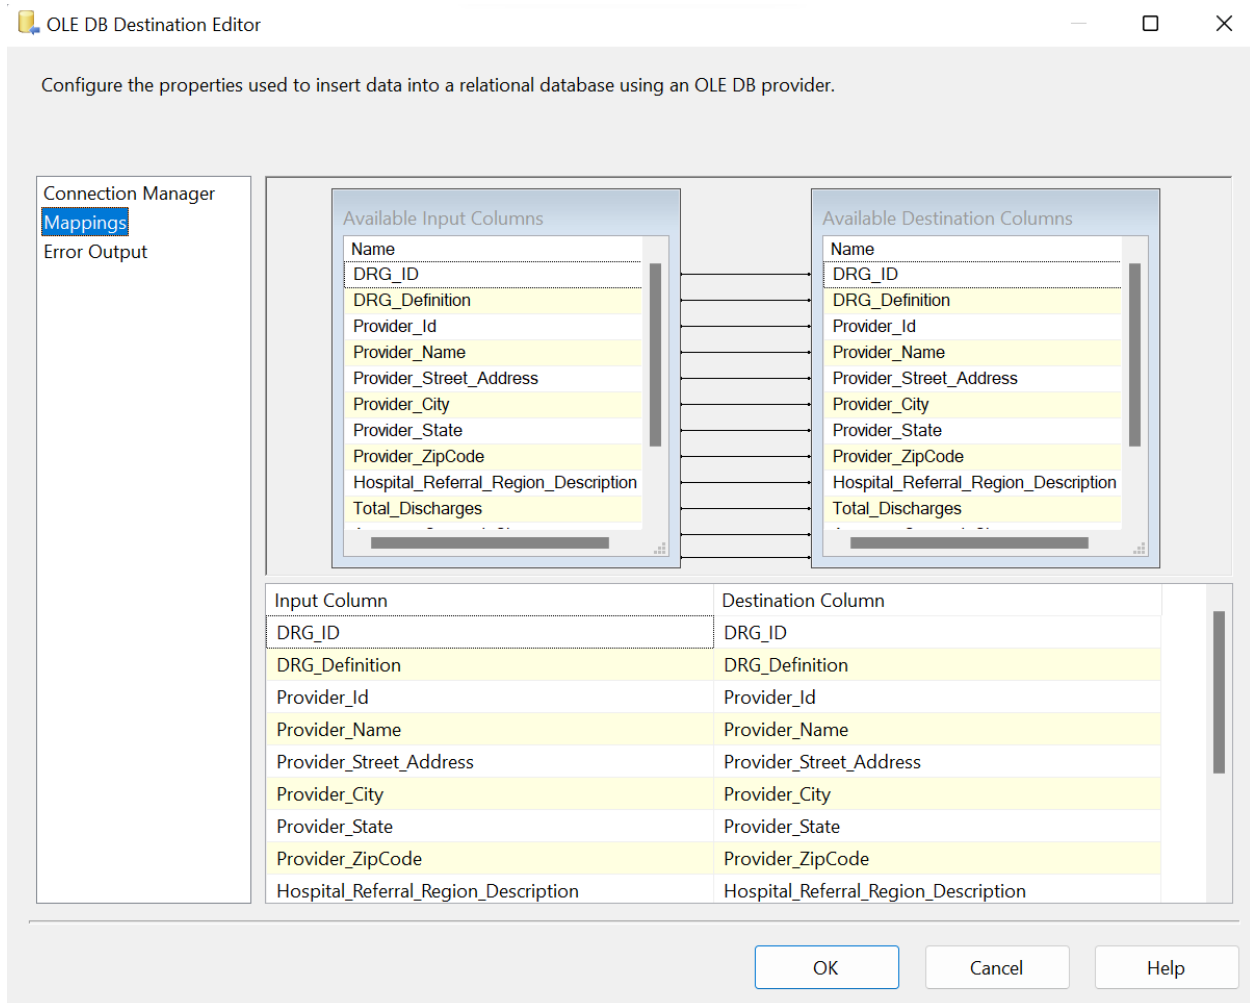 OLE DB Destination Editor
Configure the properties used to insert data into a relational database using an OLE DB provider.
Connection Manager
Mappings
Error Output
Available Input Columns
Name
DRG_ID
DRG_Definition
Provider_Id
Provider_Name
Provider_Street_Address
Provider_City
Provider_State
Provider_ZipCode
Hospital_Referral_Region_Description
Total_Discharges
Available Destination Columns
Name
DRG_ID
DRG_Definition
Provider_Id
Provider_Name
Provider_Street_Address
Provider_City
Provider_State
Provider_ZipCode
Hospital_Referral_Region_Description
Total_Discharges
Input Column Destination Column
DRG_ID DRG_ID
DRG_Definition DRG_Definition
Provider_Id Provider_Id
Provider_Name Provider_Name
Provider_Street_Address Provider_Street_Address
Provider_City Provider_City
Provider_State Provider_State
Provider_ZipCode Provider_ZipCode
Hospital_Referral_Region_Description Hospital_Referral_Region_Description
OK Cancel Help